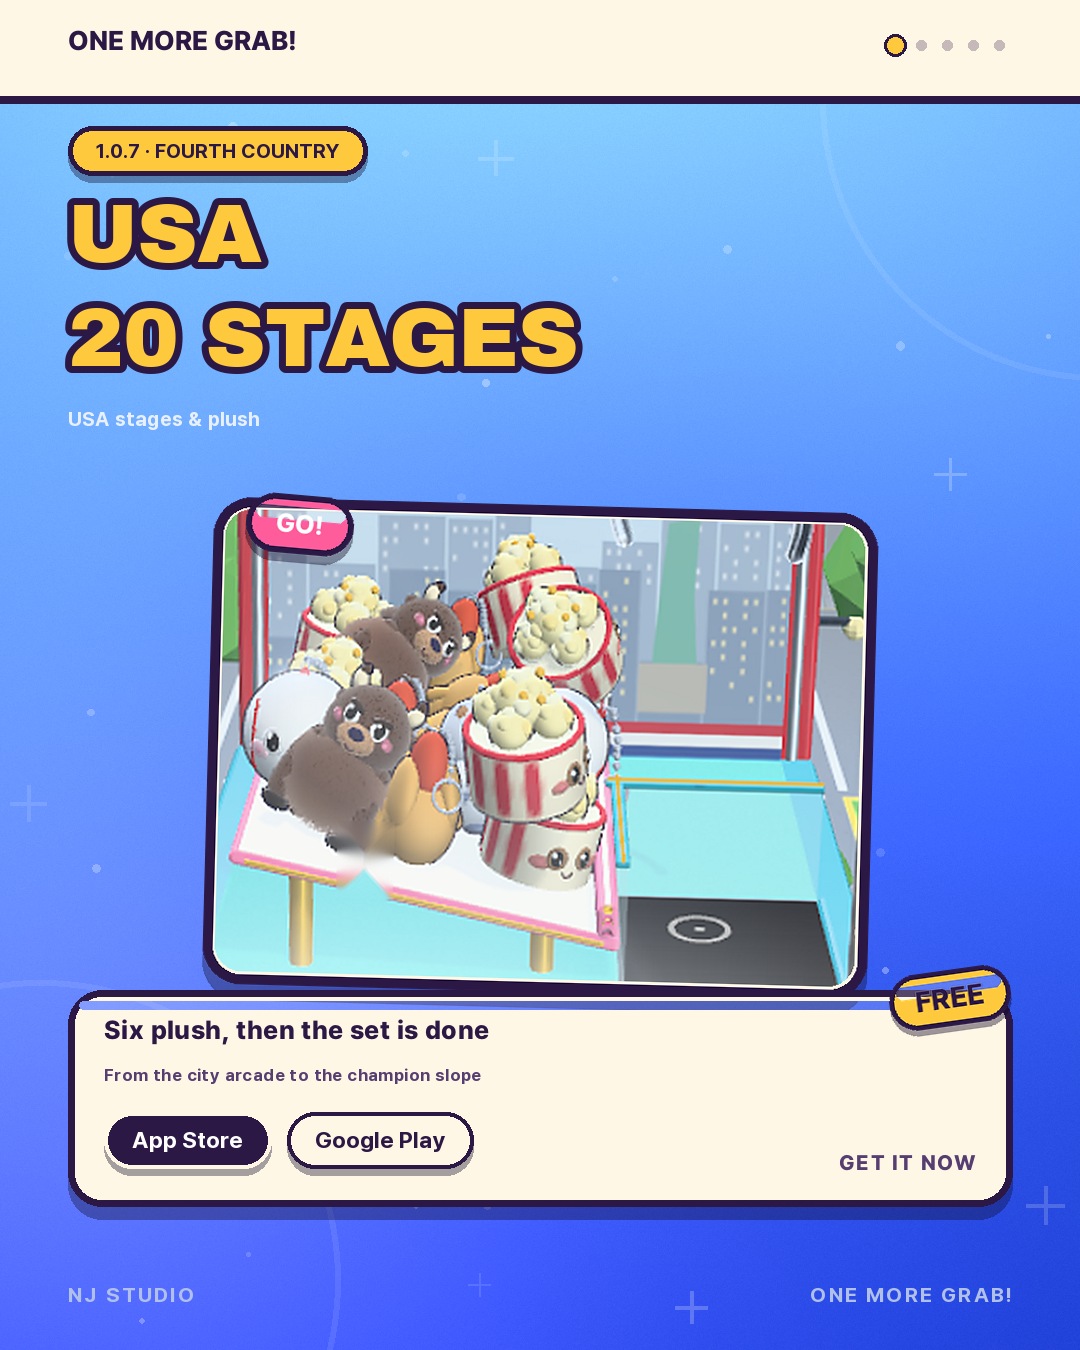 ONE MORE GRAB!
1.0.7 · FOURTH COUNTRY
USA
20 STAGES
USA stages & plush
GO!
FREE
Six plush, then the set is done
From the city arcade to the champion slope
App Store
Google Play
GET IT NOW
NJ STUDIO
ONE MORE GRAB!